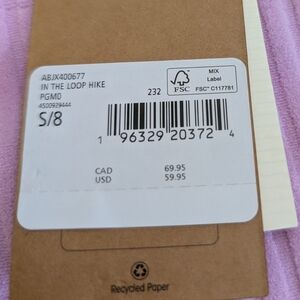 ABJX400677
IN THE LOOP HIKE
PGM0
4500929444
S/8
232
FSC
MIX
Label
FSC® C117781
1 96329 20372 4
CAD 69.95
USD 59.95
Recycled Paper